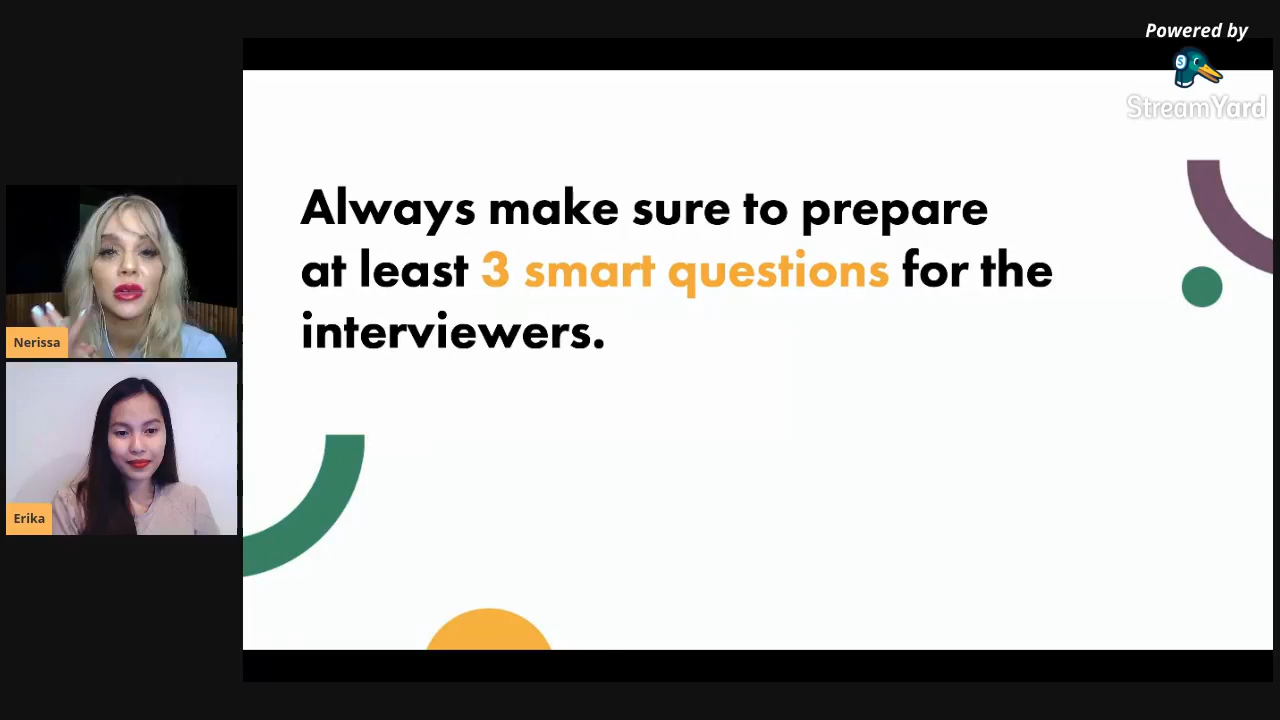 Powered by
StreamYard
Always make sure to prepare
at least 3 smart questions for the
interviewers.
Nerissa
Erika